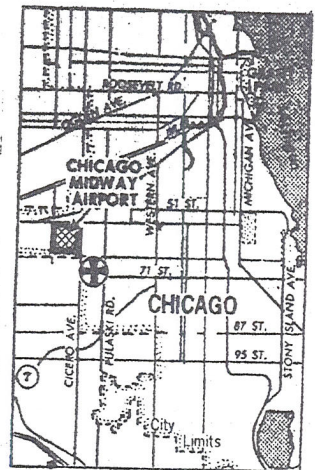 ROOSEVELT RD.
OGDEN AVE.
MICHIGAN AVE.
CHICAGO
MIDWAY
AIRPORT
WESTERN AVE.
51 ST.
71 ST.
CHICAGO
87 ST.
95 ST.
CICERO AVE.
PULASKI RD.
STONY ISLAND AVE.
7
City
Limits